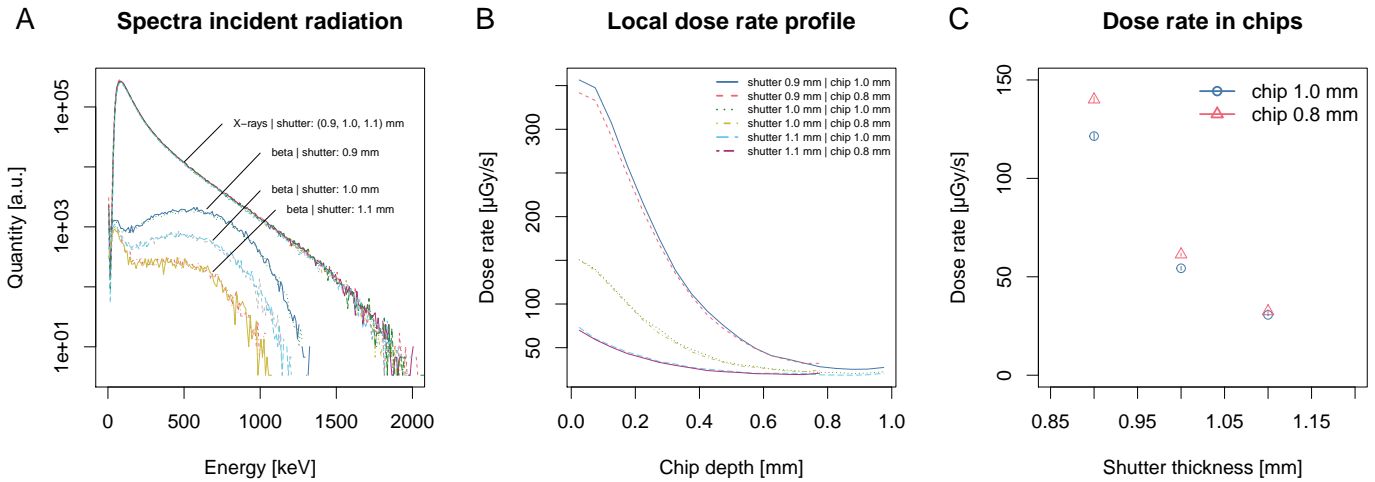 A
Spectra incident radiation
Quantity [a.u.]
1e+05
1e+03
1e+01
X−rays | shutter: (0.9, 1.0, 1.1) mm
beta | shutter: 0.9 mm
beta | shutter: 1.0 mm
beta | shutter: 1.1 mm
0
500
1000
1500
2000
Energy [keV]
B
Local dose rate profile
Dose rate [µGy/s]
300
200
100
50
shutter 0.9 mm | chip 1.0 mm
shutter 0.9 mm | chip 0.8 mm
shutter 1.0 mm | chip 1.0 mm
shutter 1.0 mm | chip 0.8 mm
shutter 1.1 mm | chip 1.0 mm
shutter 1.1 mm | chip 0.8 mm
0.0
0.2
0.4
0.6
0.8
1.0
Chip depth [mm]
C
Dose rate in chips
Dose rate [µGy/s]
150
100
50
0
chip 1.0 mm
chip 0.8 mm
0.85
0.95
1.05
1.15
Shutter thickness [mm]